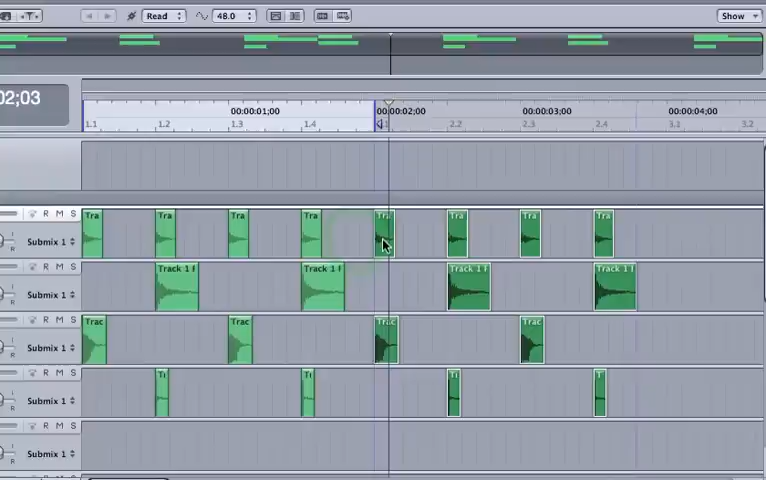 Read 48.0 Show
02;03
00:00:01;00 00:00:02;00 00:00:03;00 00:00:04;00
1.1 1.2 1.3 1.4 2.2 2.3 2.4 3.1 3.2
R M S
Tra Tra Tra Tra Tra Tra Tra Tra
Submix 1
R M S
Track 1 F Track 1 F Track 1 F Track 1 F
Submix 1
R
R M S
Trac Trac Trac Trac
Submix 1
R
R M S
Submix 1
R M S
Submix 1
R